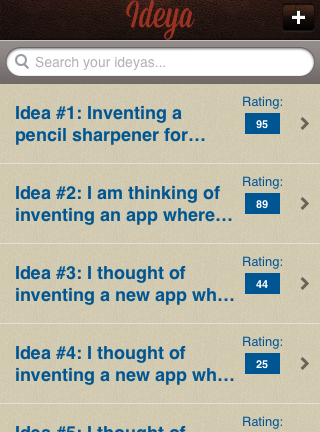 Ideya
+
Search your ideyas...
Idea #1: Inventing a
pencil sharpener for...
Rating:
95
Idea #2: I am thinking of
inventing an app where...
Rating:
89
Idea #3: I thought of
inventing a new app wh...
Rating:
44
Idea #4: I thought of
inventing a new app wh...
Rating:
25
Idea #5: I thought of
Rating: